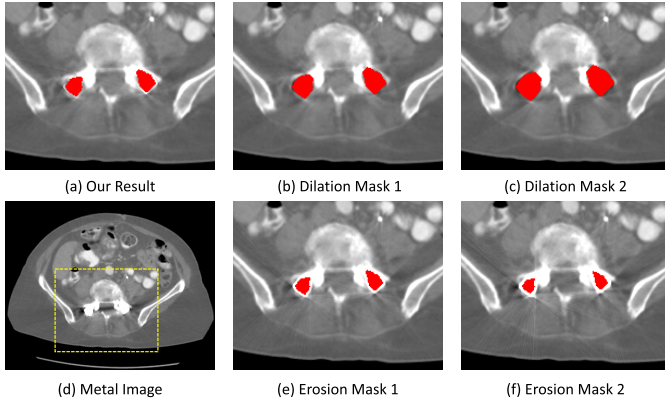 (a) Our Result
(b) Dilation Mask 1
(c) Dilation Mask 2
(d) Metal Image
(e) Erosion Mask 1
(f) Erosion Mask 2